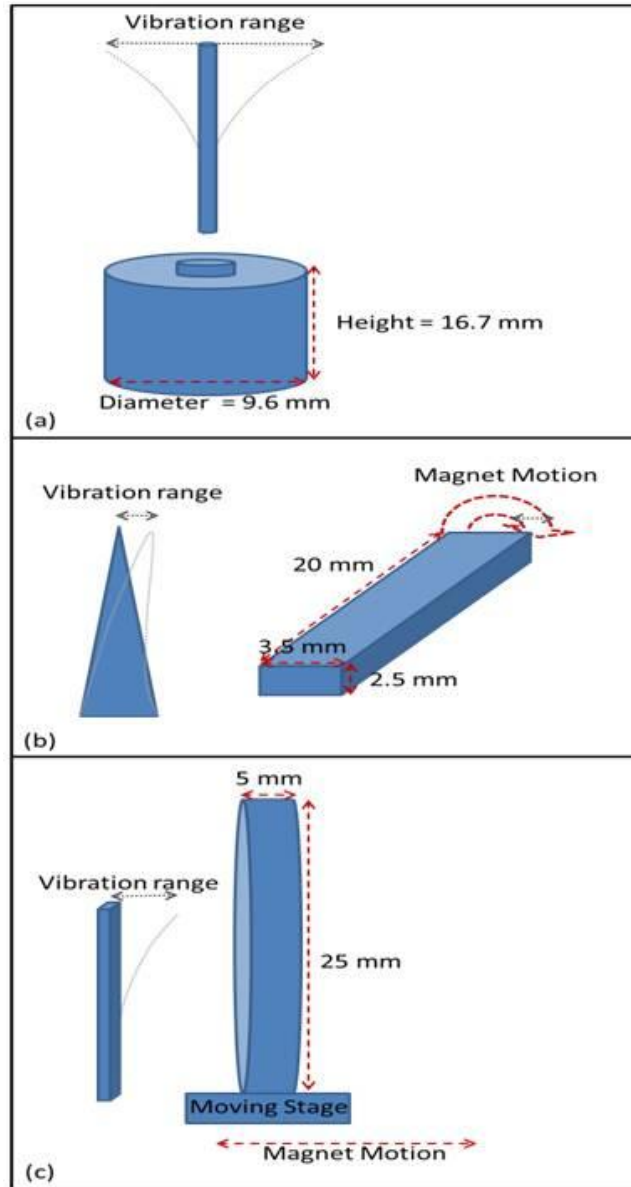 Vibration range
Height = 16.7 mm
Diameter = 9.6 mm
(a)
Magnet Motion
Vibration range
20 mm
3.5 mm
2.5 mm
(b)
5 mm
Vibration range
25 mm
Moving Stage
Magnet Motion
(c)